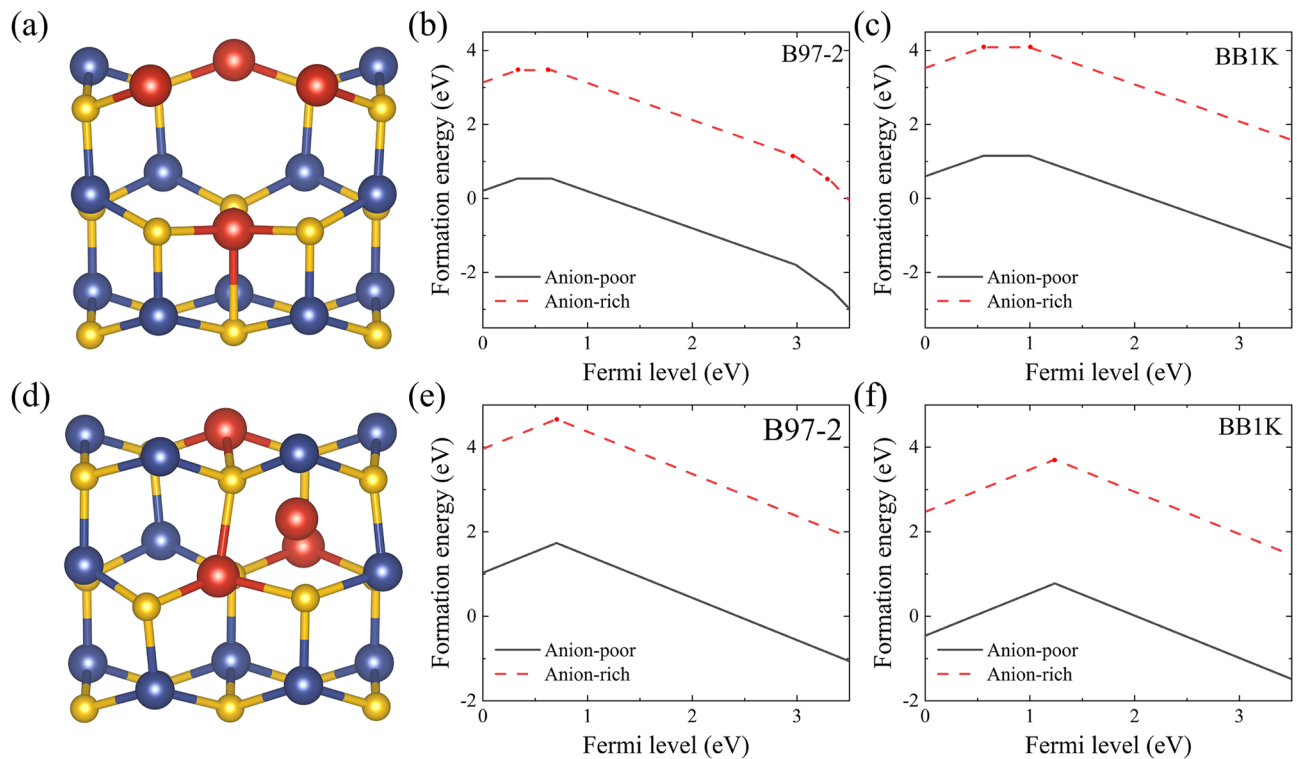 (a)
(b)
B97-2
4
2
0
-2
Formation energy (eV)
Anion-poor
Anion-rich
0
1
2
3
Fermi level (eV)
(c)
BB1K
4
2
0
-2
Formation energy (eV)
Anion-poor
Anion-rich
0
1
2
3
Fermi level (eV)
(d)
(e)
B97-2
4
2
0
-2
Formation energy (eV)
Anion-poor
Anion-rich
0
1
2
3
Fermi level (eV)
(f)
BB1K
4
2
0
-2
Formation energy (eV)
Anion-poor
Anion-rich
0
1
2
3
Fermi level (eV)